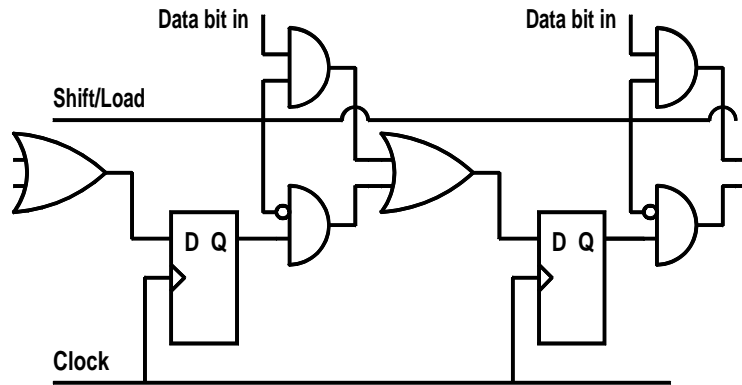 Data bit in
Data bit in
Shift/Load
D Q
D Q
Clock